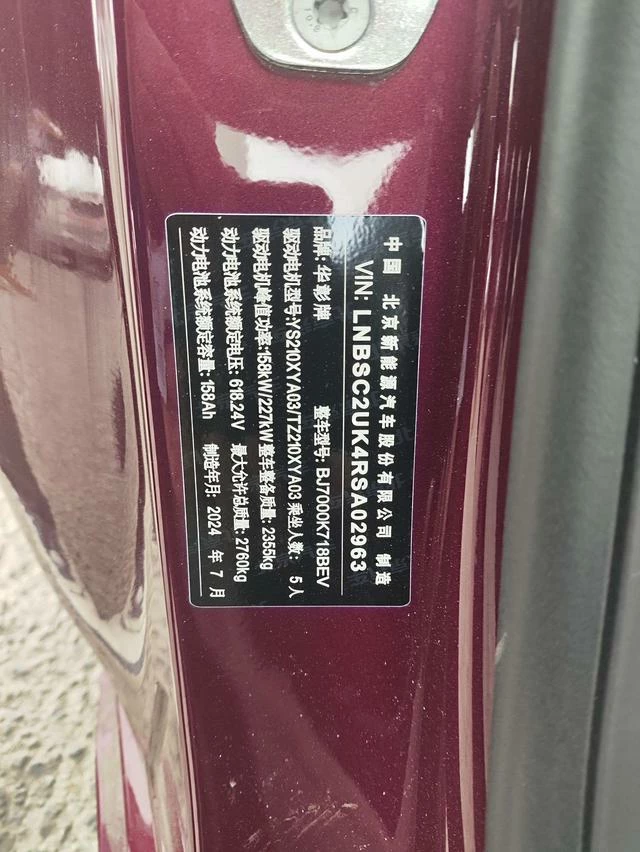 中国 北京新能源汽车股份有限公司 制造
VIN: LNBSC2UK4RSA02963
品牌: 华彰牌 整车型号: BJ7000K718BEV
驱动电机型号: YS210XYA03/TZ210XYA03 乘坐人数: 5人
驱动电机峰值功率:158kW/227kW 整车整备质量: 2355kg
动力电池系统额定电压: 618.24V 最大允许总质量: 2760kg
动力电池系统额定容量: 158Ah 制造年月: 2024 年 7 月